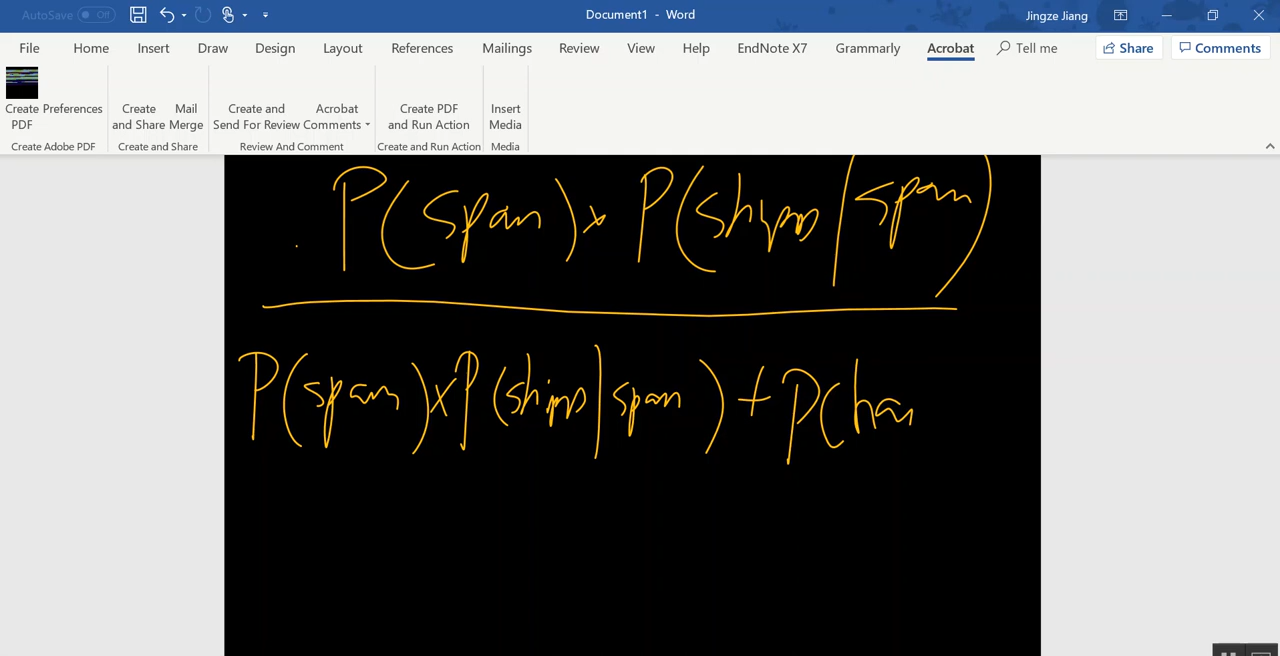 AutoSave Off Document1 - Word Jingze Jiang
File Home Insert Draw Design Layout References Mailings Review View Help EndNote X7 Grammarly Acrobat Tell me Share Comments
Create Preferences Create Mail Create and Acrobat Create PDF Insert
PDF and Share Merge Send For Review Comments and Run Action Media
Create Adobe PDF Create and Share Review And Comment Create and Run Action Media
P(spam) x P(shipp|spam)
P(spam) x P(shipp|spam) + P(ham